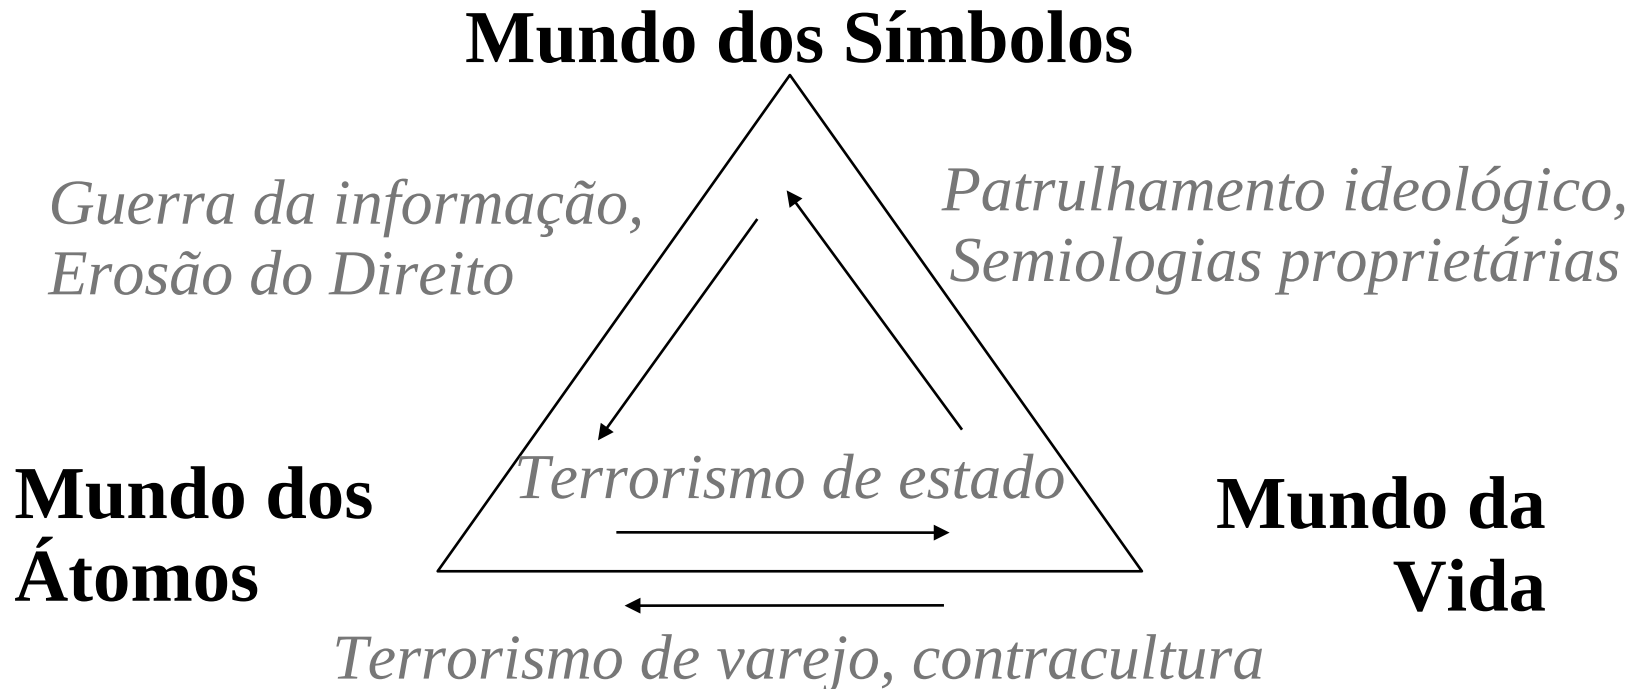 Mundo dos Símbolos
Guerra da informação,
Erosão do Direito
Patrulhamento ideológico,
Semiologias proprietárias
Terrorismo de estado
Mundo dos
Átomos
Mundo da
Vida
Terrorismo de varejo, contracultura